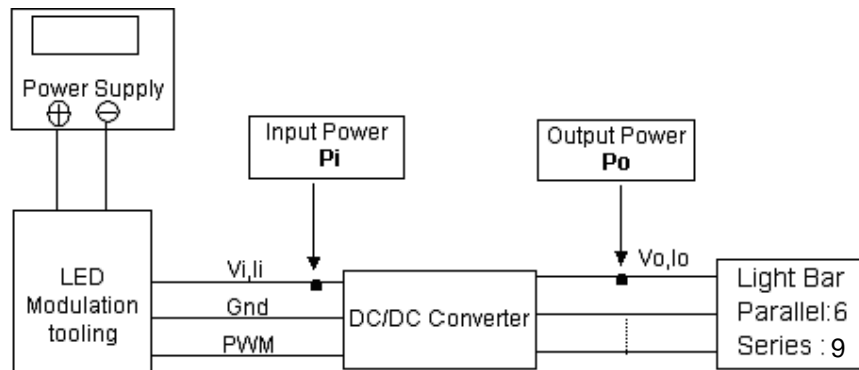 Power Supply
Input Power
Pi
Output Power
Po
LED
Modulation
tooling
Vi,Ii
Gnd
PWM
DC/DC Converter
Vo,Io
Light Bar
Parallel:6
Series : 9